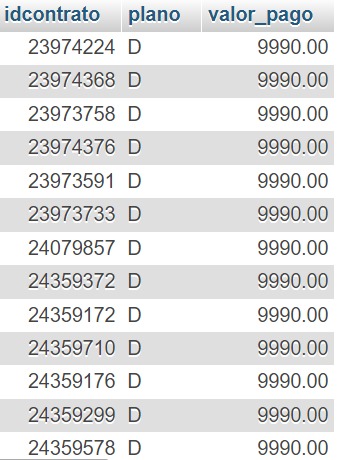 idcontrato plano valor_pago
23974224 D 9990.00
23974368 D 9990.00
23973758 D 9990.00
23974376 D 9990.00
23973591 D 9990.00
23973733 D 9990.00
24079857 D 9990.00
24359372 D 9990.00
24359172 D 9990.00
24359710 D 9990.00
24359176 D 9990.00
24359299 D 9990.00
24359578 D 9990.00